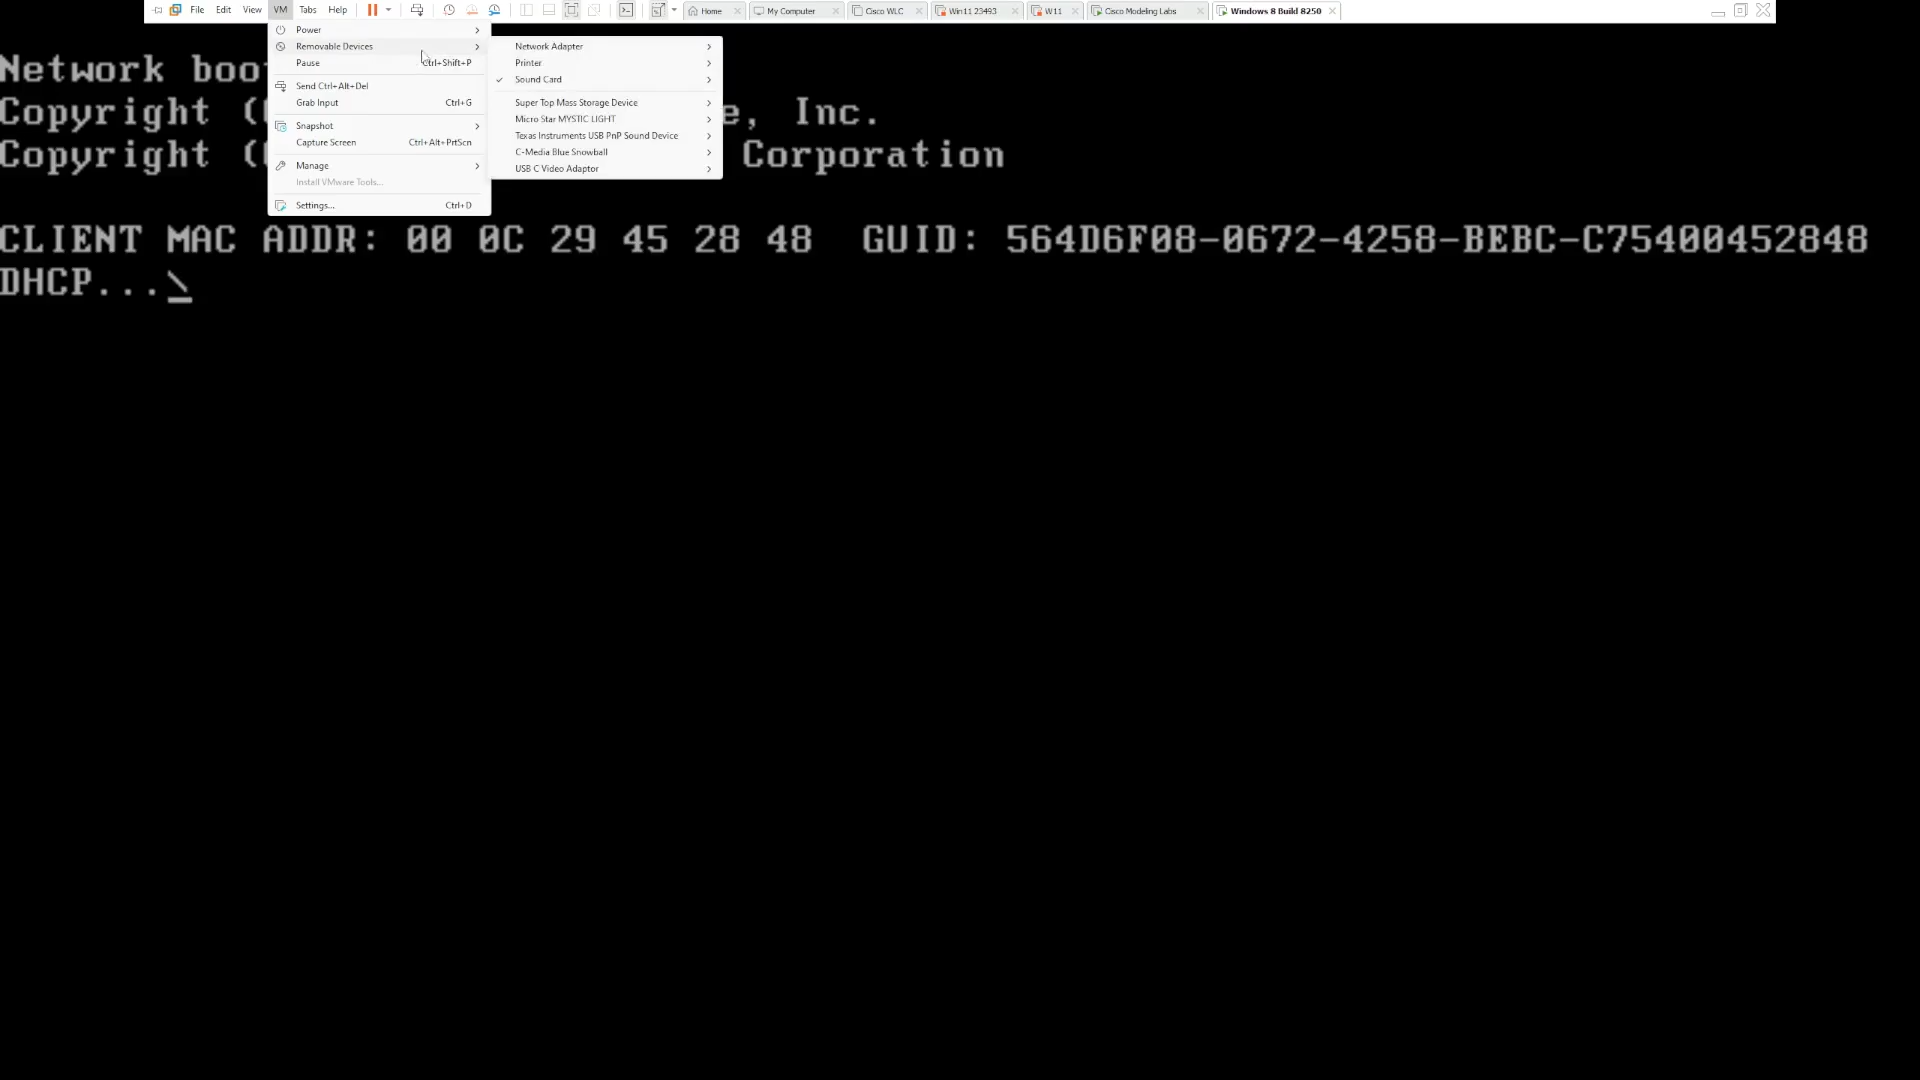 File Edit View VM Tabs Help Home My Computer Cisco WLC Win11 23493 W11 Cisco Modeling Labs Windows 8 Build 8250
Power
Removable Devices
Pause Ctrl+Shift+P
Send Ctrl+Alt+Del
Grab Input Ctrl+G
Snapshot
Capture Screen Ctrl+Alt+PrtScn
Manage
Install VMware Tools...
Settings... Ctrl+D
Network Adapter
Printer
Sound Card
Super Top Mass Storage Device
Micro Star MYSTIC LIGHT
Texas Instruments USB PnP Sound Device
C-Media Blue Snowball
USB C Video Adaptor
Network
Copyright ( , Inc.
Copyright ( Corporation
CLIENT MAC ADDR: 00 0C 29 45 28 48 GUID: 564D6F08-0672-4258-BEBC-C75400452848
DHCP...\